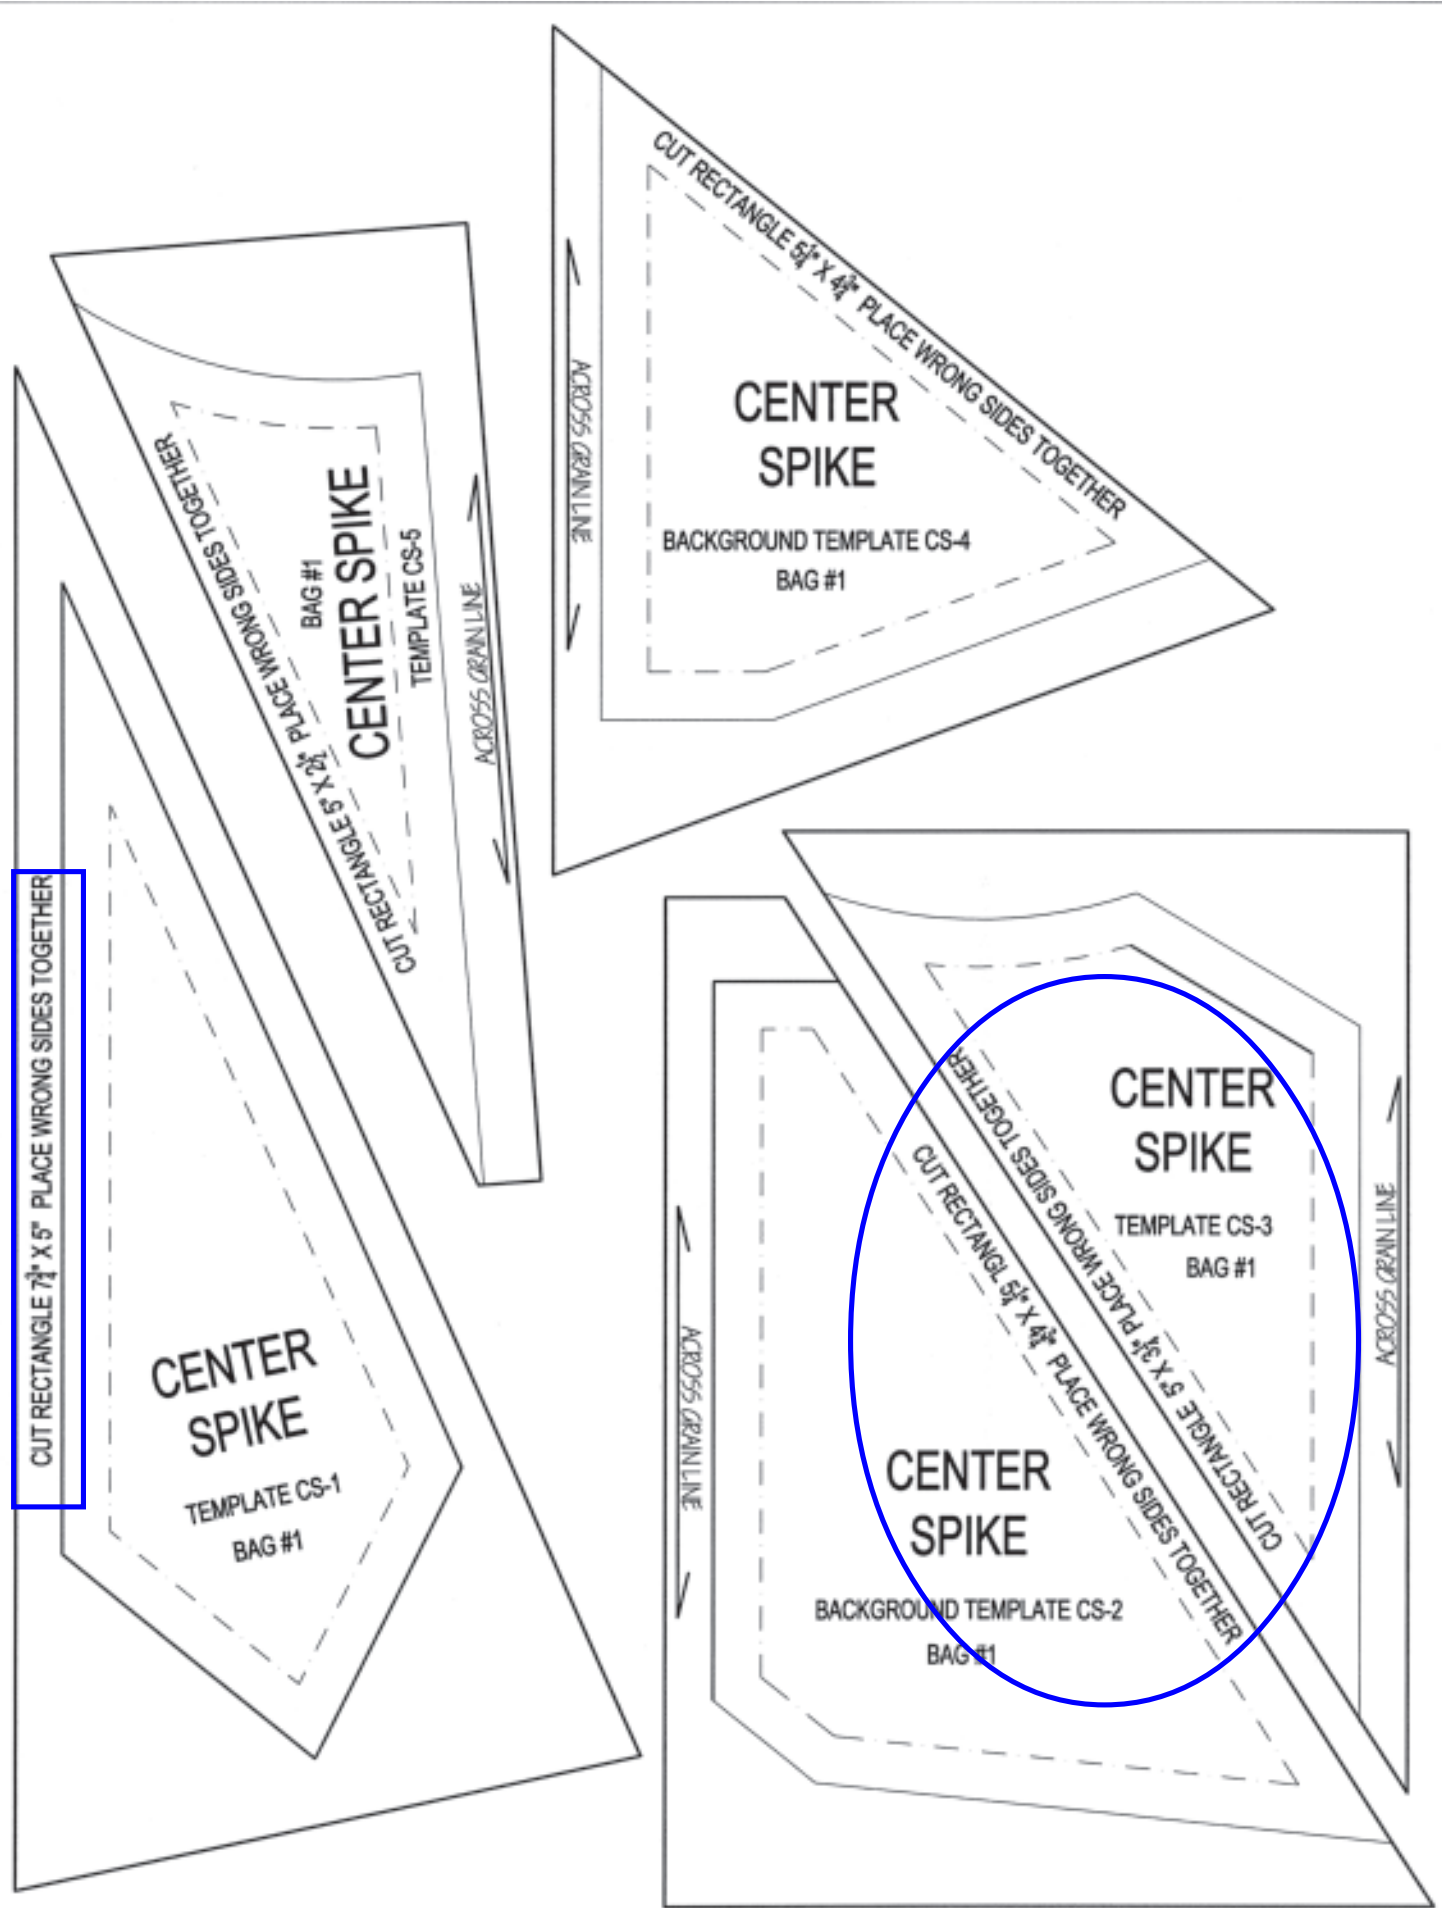 CUT RECTANGLE 5¼" X 4¾" PLACE WRONG SIDES TOGETHER
ACROSS GRAIN LINE
CENTER
SPIKE
BACKGROUND TEMPLATE CS-4
BAG #1
CUT RECTANGLE 5" X 2¼" PLACE WRONG SIDES TOGETHER
BAG #1
CENTER SPIKE
TEMPLATE CS-5
ACROSS GRAIN LINE
CUT RECTANGLE 7¾" X 5" PLACE WRONG SIDES TOGETHER
CENTER
SPIKE
TEMPLATE CS-1
BAG #1
CUT RECTANGLE 5" X 3¼" PLACE WRONG SIDES TOGETHER
CENTER
SPIKE
TEMPLATE CS-3
BAG #1
ACROSS GRAIN LINE
ACROSS GRAIN LINE
CUT RECTANGL 5¼" X 4¾" PLACE WRONG SIDES TOGETHER
CENTER
SPIKE
BACKGROUND TEMPLATE CS-2
BAG #1